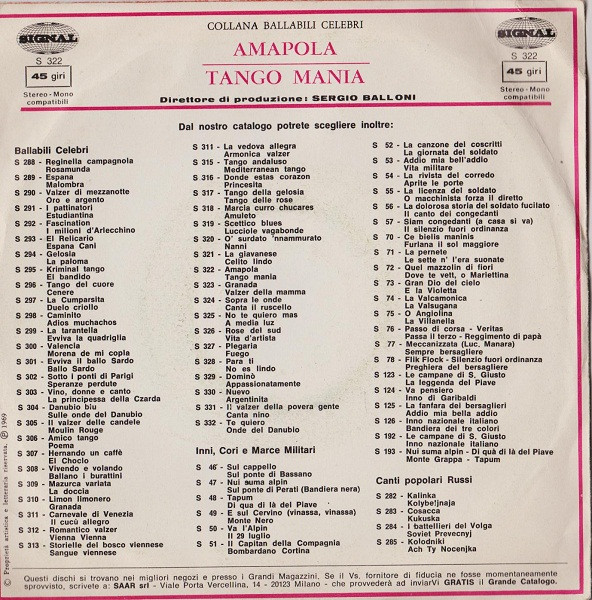 COLLANA BALLABILI CELEBRI
SIGNAL
S 322
45 giri
Stereo - Mono
compatibili
AMAPOLA
TANGO MANIA
Direttore di produzione: SERGIO BALLONI
SIGNAL
S 322
45 giri
Stereo - Mono
compatibili
Dal nostro catalogo potrete scegliere inoltre:
Ballabili Celebri
S 288 - Reginella campagnola
Rosamunda
S 289 - Espana
Malombra
S 290 - Valzer di mezzanotte
Oro e argento
S 291 - I pattinatori
Estudiantina
S 292 - Fascination
I milioni d'Arlecchino
S 293 - El Relicario
Espana Cani
S 294 - Gelosia
La paloma
S 295 - Kriminal tango
El bandido
S 296 - Tango del cuore
Cenere
S 297 - La Cumparsita
Duelo criollo
S 298 - Caminito
Adios muchachos
S 299 - La tarantella
Evviva la quadriglia
S 300 - Valencia
Morena de mi copla
S 301 - Evviva il ballo Sardo
Ballo Sardo
S 302 - Sotto i ponti di Parigi
Speranze perdute
S 303 - Vino, donne e canto
La principessa della Czarda
S 304 - Danubio blu
Sulle onde del Danubio
S 305 - Il valzer delle candele
Moulin Rouge
S 306 - Amico tango
Poema
S 307 - Hernando un caffè
El Choclo
S 308 - Vivendo e volando
Ballano i burattini
S 309 - Mazurca variata
La doccia
S 310 - Limon limonero
Granada
S 311 - Carnevale di Venezia
Il cucù allegro
S 312 - Romantico valzer
Vienna Vienna
S 313 - Storielle del bosco viennese
Sangue viennese
S 311 - La vedova allegra
Armonica valzer
S 315 - Tango andaluso
Mediterranean tango
S 316 - Donde estas corazon
Princesita
S 317 - Tango della gelosia
Tango delle rose
S 318 - Marcia curro chucares
Amuleto
S 319 - Scettico blues
Lucciole vagabonde
S 320 - O' surdato 'nnammurato
Nanni
S 321 - La giavanese
Celito lindo
S 322 - Amapola
Tango mania
S 323 - Granada
Valzer della mamma
S 324 - Sopra le onde
Canta il ruscello
S 325 - No te quiero mas
A media luz
S 326 - Rose del sud
Vita d'artista
S 327 - Plegaria
Fuego
S 328 - Para ti
No es lindo
S 329 - Dominò
Appassionatamente
S 330 - Nuevo
Argentinita
S 331 - Il valzer della povera gente
Canta nino
S 332 - Te quiero
Onde del Danubio
Inni, Cori e Marce Militari
S 46 - Sul cappello
Sul ponte di Bassano
S 47 - Nui suma alpin
Sul ponte di Perati (Bandiera nera)
S 48 - Tapum
Di qua di là del Piave
S 49 - E sul Cervino (vinassa, vinassa)
Monte Nero
S 50 - Va l'Alpin
Il 29 luglio
S 51 - Il Capitan della Compagnia
Bombardano Cortina
S 52 - La canzone dei coscritti
La giornata del soldato
S 53 - Addio mia bell'addio
Vita militare
S 54 - La rivista del corredo
Aprite le porte
S 55 - La licenza del soldato
O macchinista forza il diretto
S 56 - La dolorosa storia del soldato fucilato
Il canto dei congedanti
S 57 - Siam congedanti (a casa si va)
Il silenzio fuori ordinanza
S 70 - Ce bielis maninis
Furlana il sol maggiore
S 71 - La pernete
Le sette n' l'era suonate
S 72 - Quel mazzolin di fiori
Dove te vett, o Mariettina
S 73 - Gran Dio del cielo
E la Violetta
S 74 - La Valcamonica
La Valsugana
S 75 - O Angiolina
La Villanella
S 76 - Passo di corsa - Veritas
Passa il terzo - Reggimento di papà
S 77 - Meccanizzata (Luc, Manara)
Sempre bersagliere
S 78 - Flik Flock - Silenzio fuori ordinanza
Preghiera del bersagliere
S 123 - Le campane di S. Giusto
La leggenda del Piave
S 124 - Va pensiero
Inno di Garibaldi
S 125 - La fanfara dei bersaglieri
Addio mia bella addio
S 126 - Inno nazionale italiano
Bandiera dei tre colori
S 192 - Le campane di S. Giusto
Inno nazionale italiano
S 193 - Nui suma alpin - Di quà di là del Piave
Monte Grappa - Tapum
Canti popolari Russi
S 282 - Kalinka
Kolybeljnaja
S 283 - Cosacca
Kukuska
S 284 - I battellieri del Volga
Soviet Prevecnyj
S 285 - Kolodniki
Ach Ty Nocenjka
© Proprietà artistica e letteraria riservata, ℗ 1969
Questi dischi si trovano nei migliori negozi e presso i Grandi Magazzini. Se il Vs. fornitore di fiducia ne fosse momentaneamente
sprovvisto, scrivete a: SAAR srl - Viale Porta Vercellina, 14 - 20123 Milano - che provvederà ad inviarVi GRATIS il Grande Catalogo.